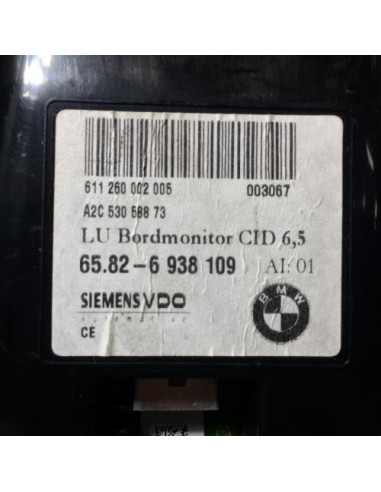 611 260 002 005 003067
A2C 530 588 73
LU Bordmonitor CID 6,5
65.82-6 938 109 AI: 01
SIEMENS VDO BMW
Automotive
CE